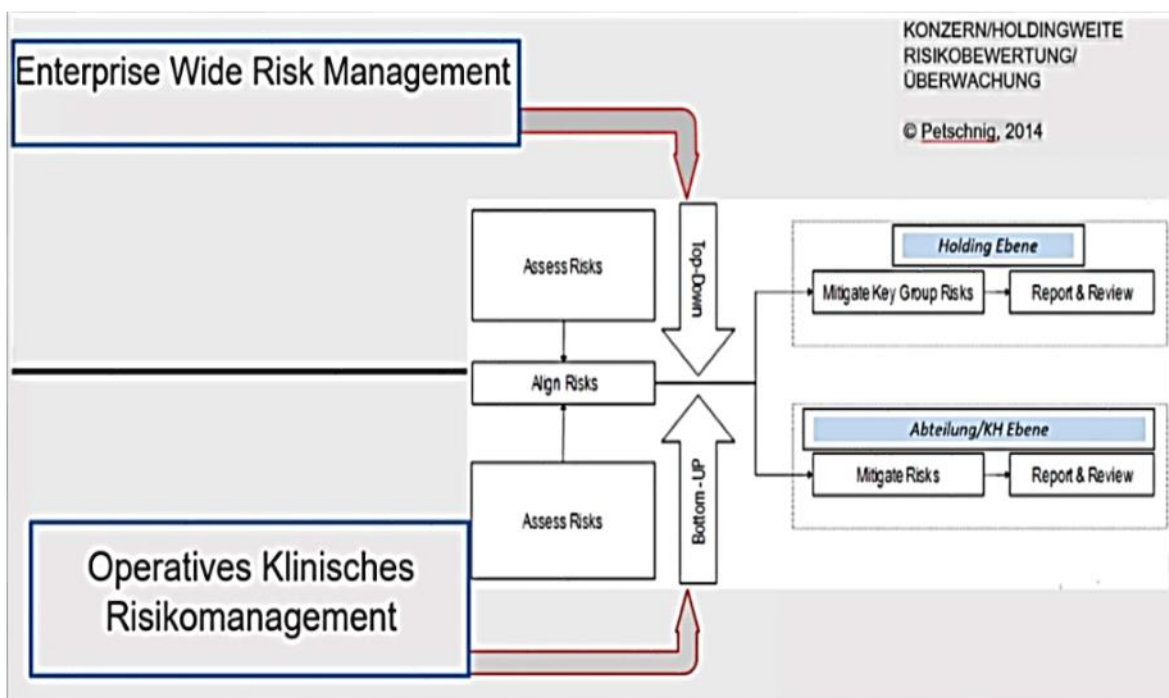 Enterprise Wide Risk Management
KONZERN/HOLDINGWEITE
RISIKOBEWERTUNG/
ÜBERWACHUNG
© Petschnig, 2014
Assess Risks
Top-Down
Holding Ebene
Mitigate Key Group Risks
Report & Review
Align Risks
Assess Risks
Bottom-UP
Abteilung/KH Ebene
Mitigate Risks
Report & Review
Operatives Klinisches
Risikomanagement